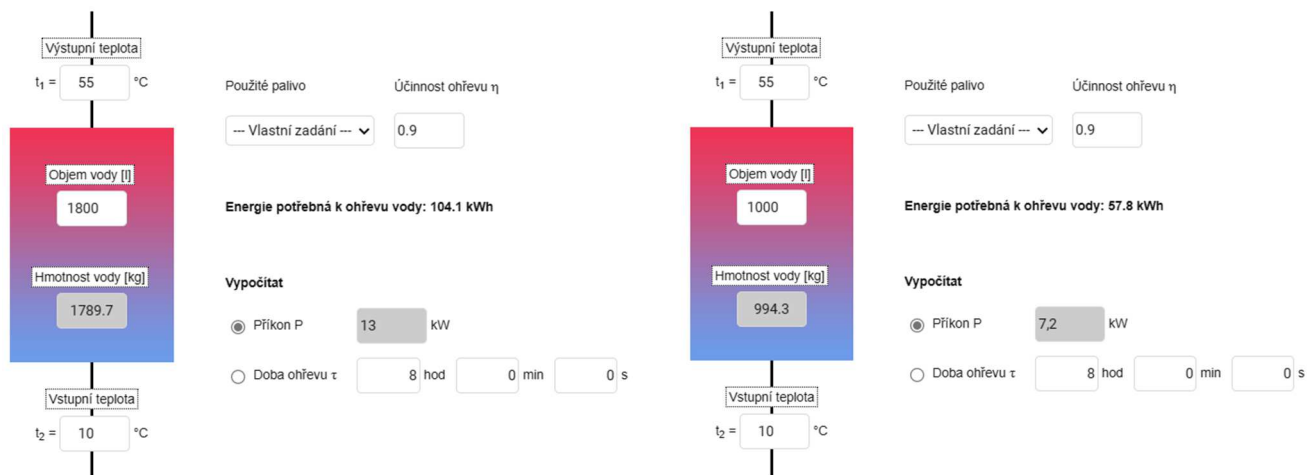 Výstupní teplota
t₁ = 55 °C
Použité palivo Účinnost ohřevu η
--- Vlastní zadání --- 0.9
Objem vody [l]
1800
Energie potřebná k ohřevu vody: 104.1 kWh
Hmotnost vody [kg]
1789.7
Vypočítat
Příkon P 13 kW
Doba ohřevu τ 8 hod 0 min 0 s
Vstupní teplota
t₂ = 10 °C
Výstupní teplota
t₁ = 55 °C
Použité palivo Účinnost ohřevu η
--- Vlastní zadání --- 0.9
Objem vody [l]
1000
Energie potřebná k ohřevu vody: 57.8 kWh
Hmotnost vody [kg]
994.3
Vypočítat
Příkon P 7,2 kW
Doba ohřevu τ 8 hod 0 min 0 s
Vstupní teplota
t₂ = 10 °C